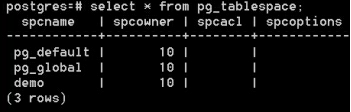 postgres=# select * from pg_tablespace;
  spcname   | spcowner | spcacl | spcoptions
------------+----------+--------+------------
 pg_default |       10 |        |
 pg_global  |       10 |        |
 demo       |       10 |        |
(3 rows)